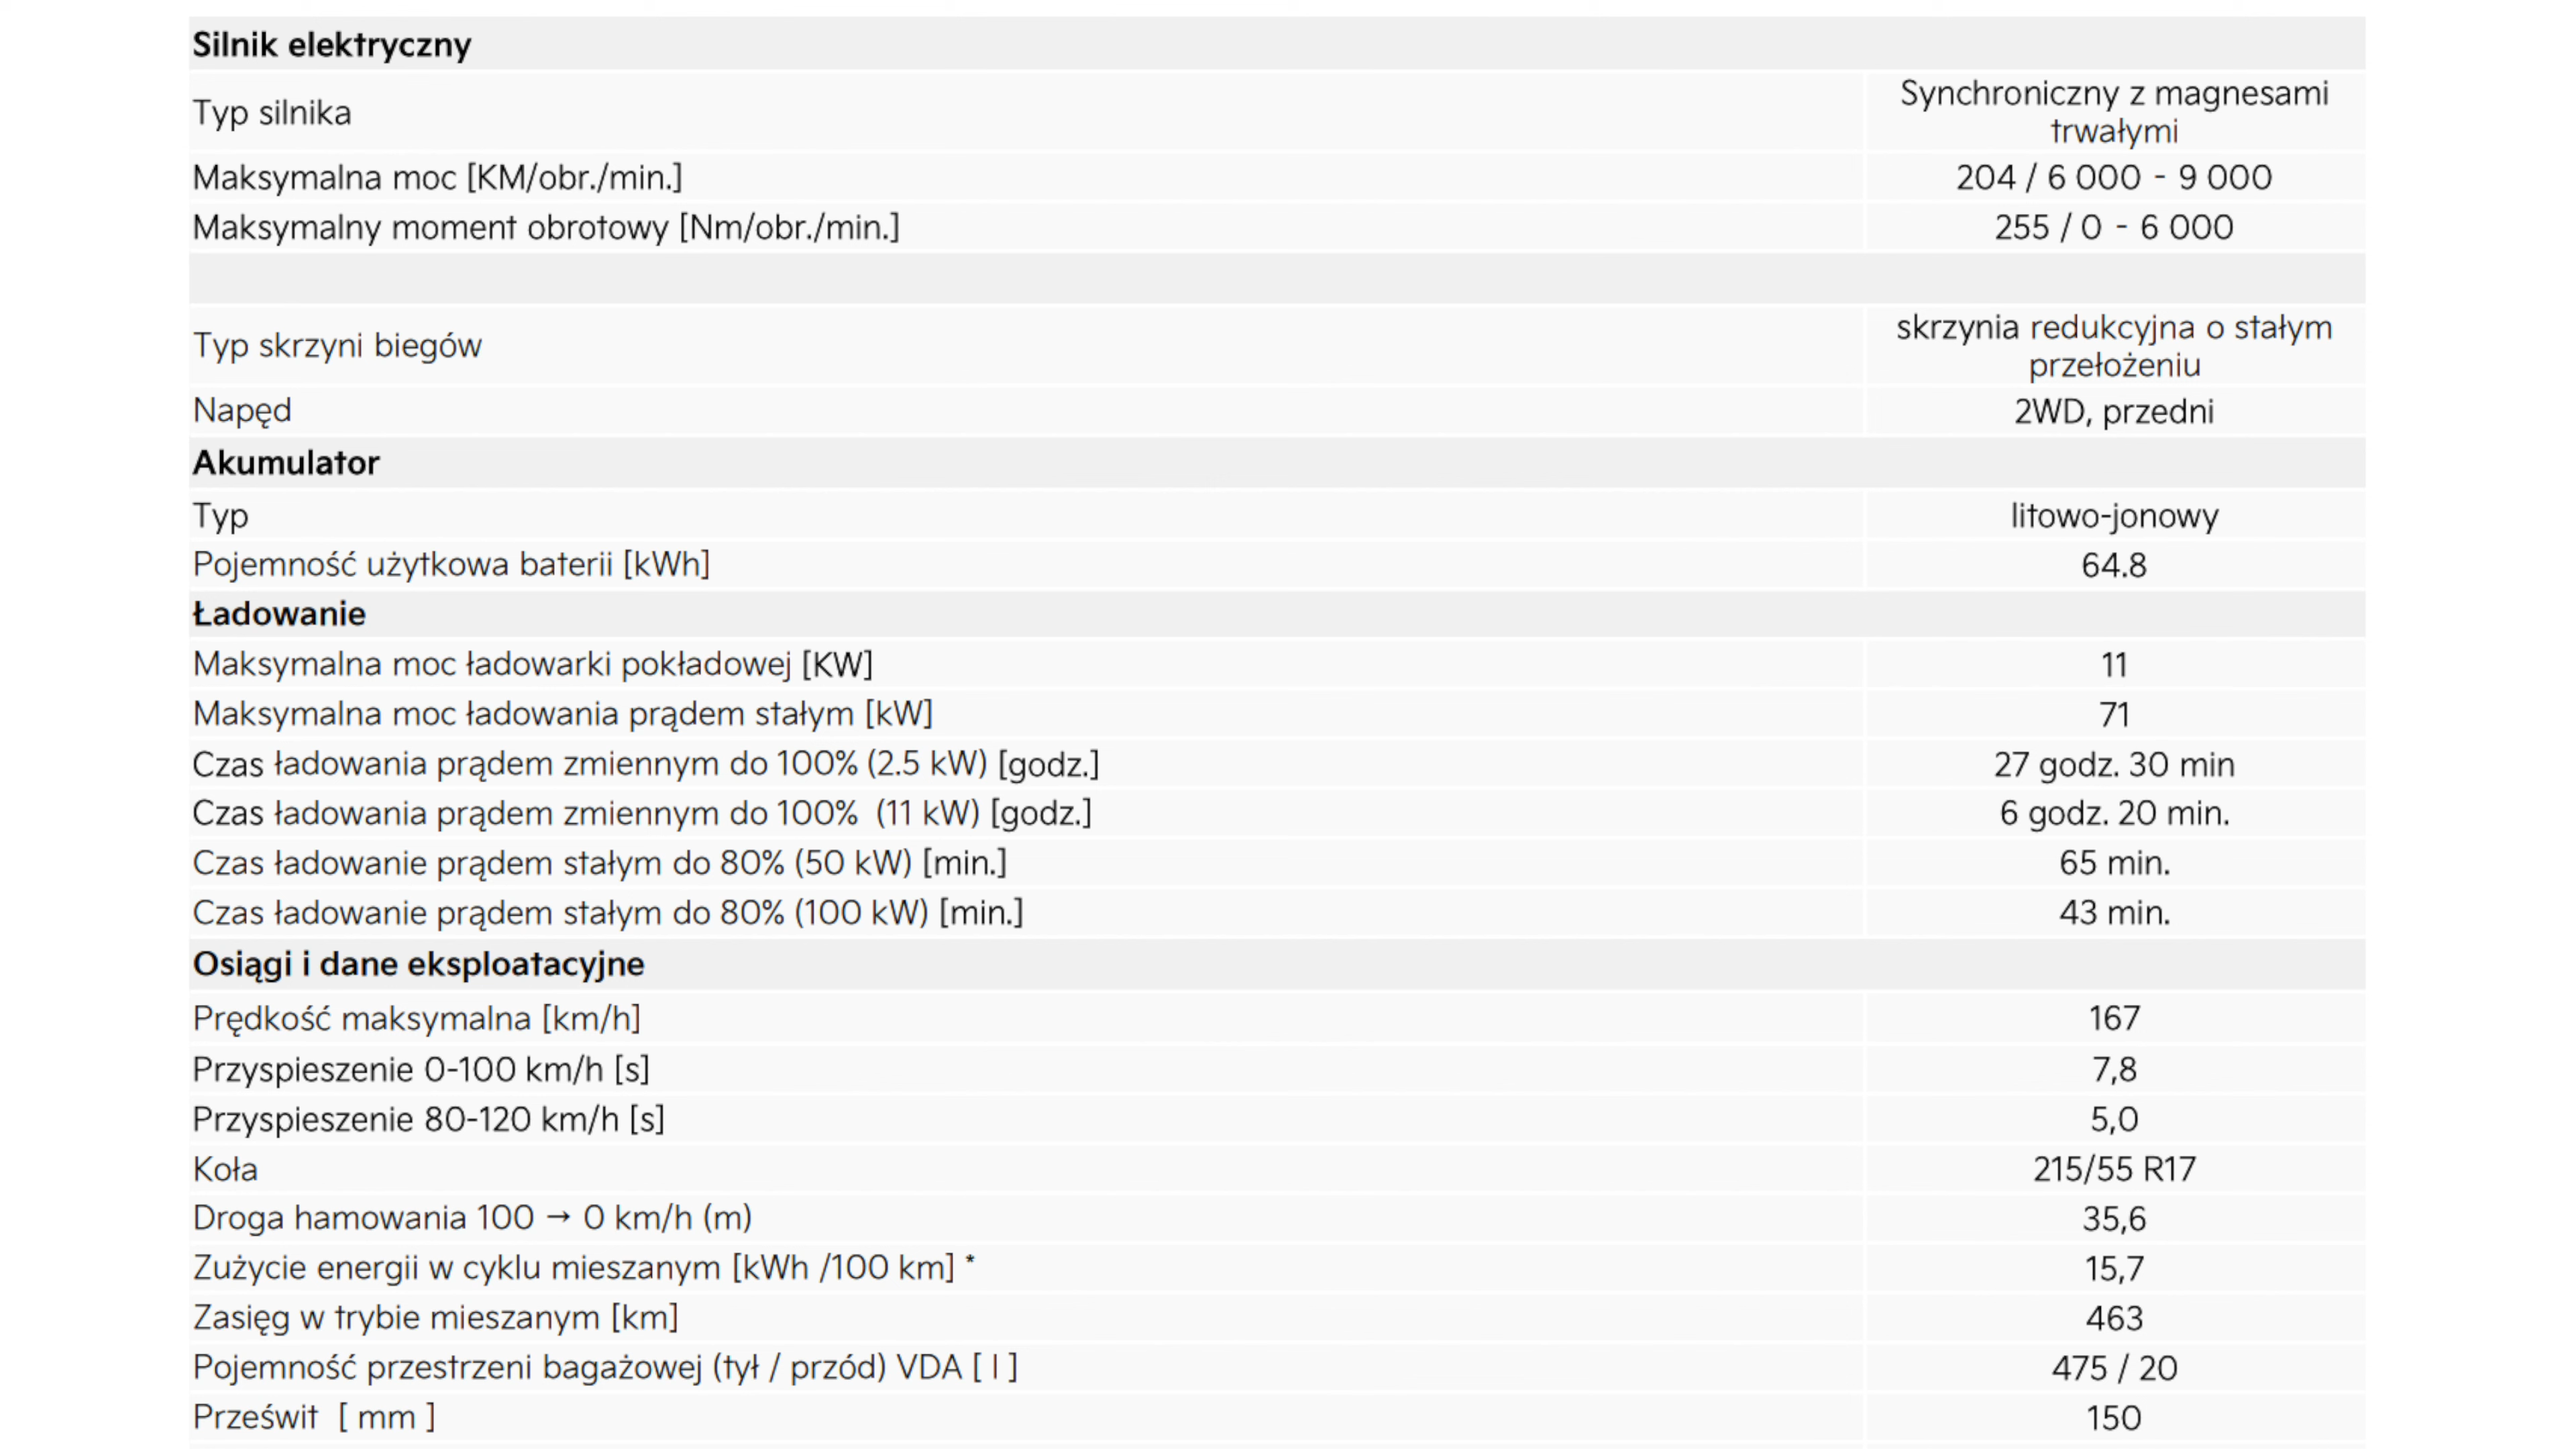 Silnik elektryczny
Typ silnika
Synchroniczny z magnesami
trwałymi
Maksymalna moc [KM/obr./min.] 204 / 6 000 - 9 000
Maksymalny moment obrotowy [Nm/obr./min.] 255 / 0 - 6 000
Typ skrzyni biegów
skrzynia redukcyjna o stałym
przełożeniu
Napęd 2WD, przedni
Akumulator
Typ litowo-jonowy
Pojemność użytkowa baterii [kWh] 64.8
Ładowanie
Maksymalna moc ładowarki pokładowej [KW] 11
Maksymalna moc ładowania prądem stałym [kW] 71
Czas ładowania prądem zmiennym do 100% (2.5 kW) [godz.] 27 godz. 30 min
Czas ładowania prądem zmiennym do 100% (11 kW) [godz.] 6 godz. 20 min.
Czas ładowanie prądem stałym do 80% (50 kW) [min.] 65 min.
Czas ładowanie prądem stałym do 80% (100 kW) [min.] 43 min.
Osiągi i dane eksploatacyjne
Prędkość maksymalna [km/h] 167
Przyspieszenie 0-100 km/h [s] 7,8
Przyspieszenie 80-120 km/h [s] 5,0
Koła 215/55 R17
Droga hamowania 100 → 0 km/h (m) 35,6
Zużycie energii w cyklu mieszanym [kWh /100 km] * 15,7
Zasięg w trybie mieszanym [km] 463
Pojemność przestrzeni bagażowej (tył / przód) VDA [ l ] 475 / 20
Prześwit [ mm ] 150